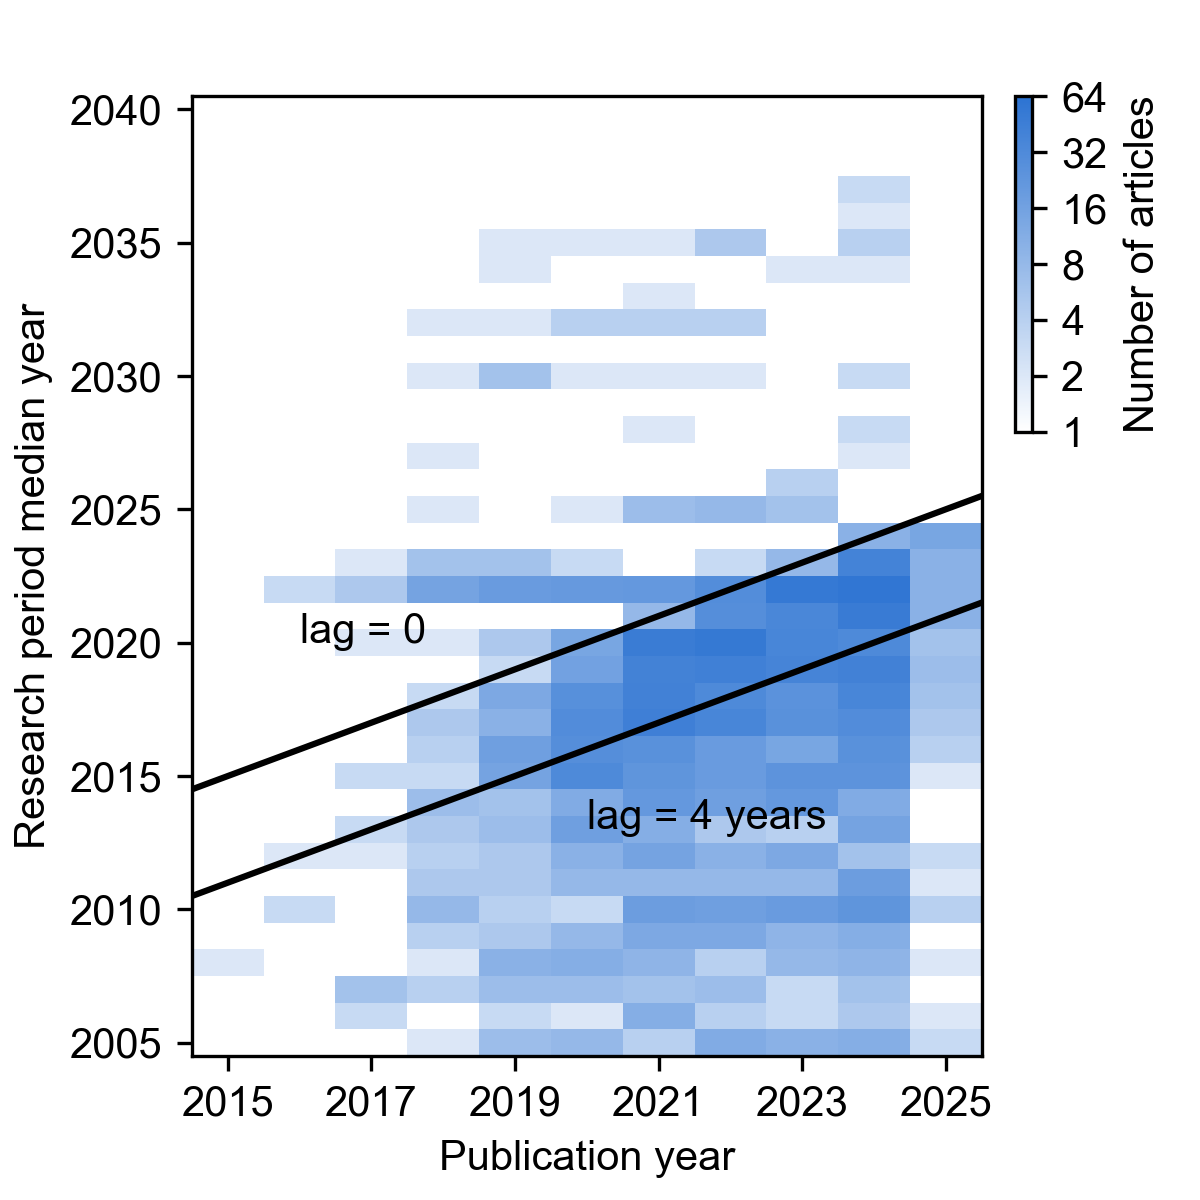 2040
2035
2030
2025
2020
2015
2010
2005
Research period median year
lag = 0
lag = 4 years
2015 2017 2019 2021 2023 2025
Publication year
64
32
16
8
4
2
1
Number of articles